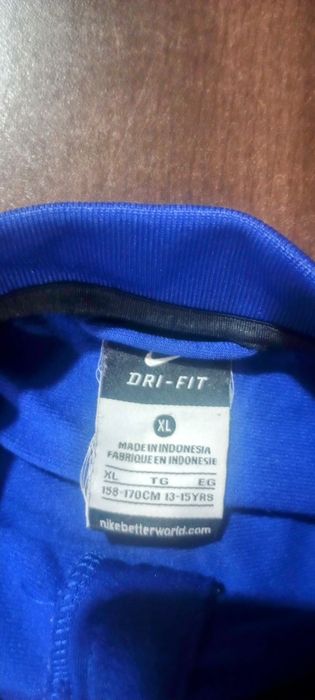 DRI-FIT
XL
MADE IN INDONESIA
FABRIQUE EN INDONESIE
XL TG EG
158-170CM 13-15YRS
nikebetterworld.com